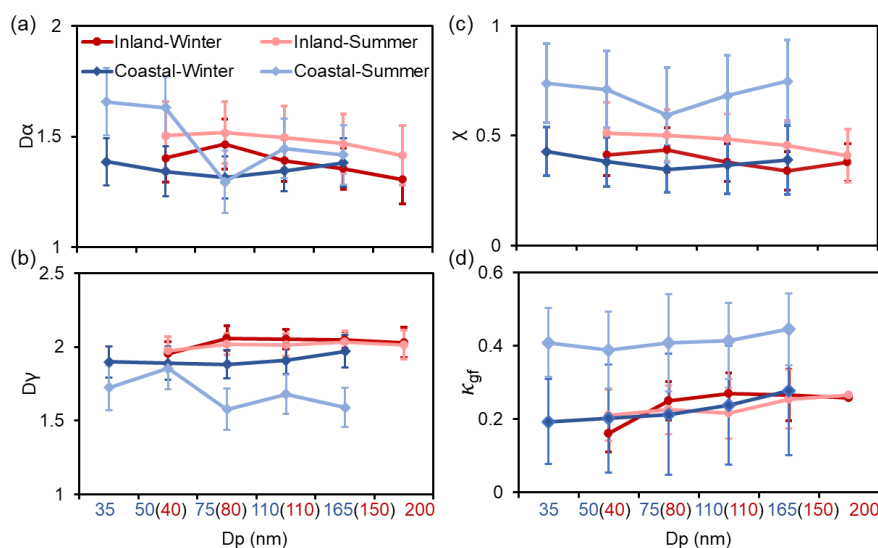 (a)
2
Inland-Winter
Inland-Summer
Coastal-Winter
Coastal-Summer
Dα
1.5
1
(b)
2.5
Dγ
2
1.5
1
35
50(40)
75(80)
110(110)
165(150)
200
Dp (nm)
(c)
1
χ
0.5
0
(d)
0.6
κgf
0.4
0.2
0
35
50(40)
75(80)
110(110)
165(150)
200
Dp (nm)